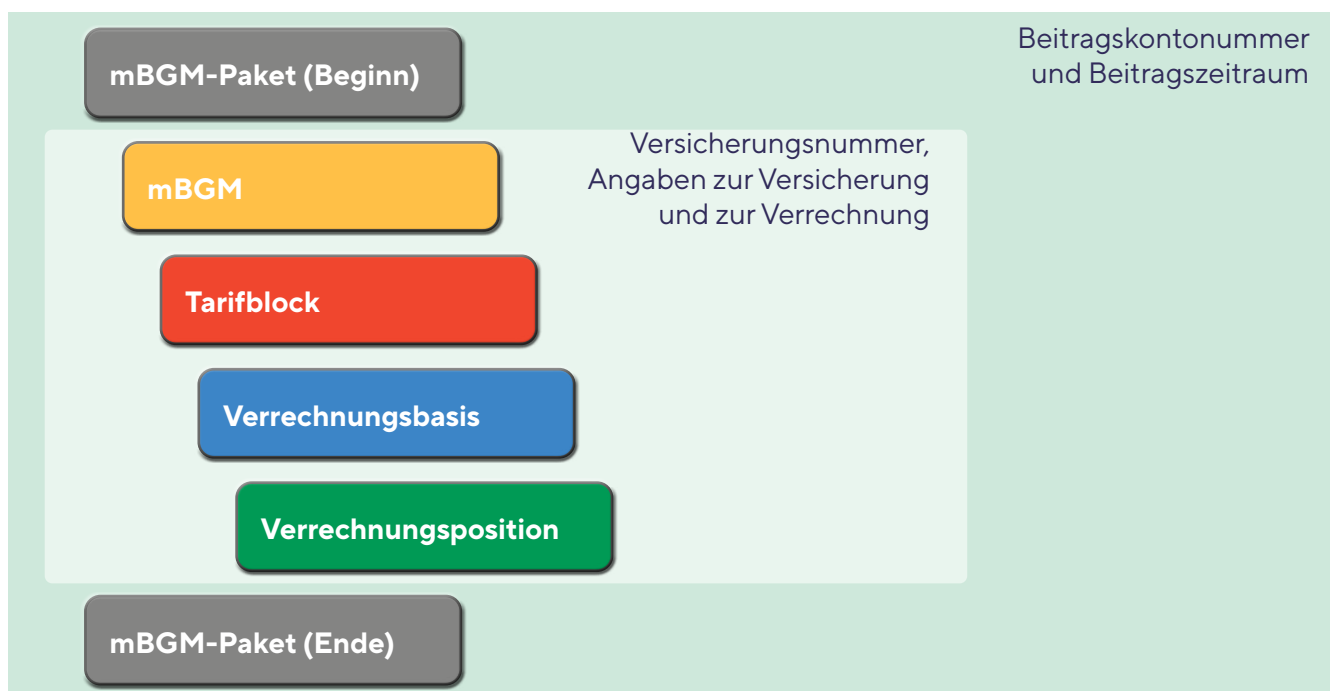 mBGM-Paket (Beginn)
Beitragskontonummer
und Beitragszeitraum
mBGM
Versicherungsnummer,
Angaben zur Versicherung
und zur Verrechnung
Tarifblock
Verrechnungsbasis
Verrechnungsposition
mBGM-Paket (Ende)